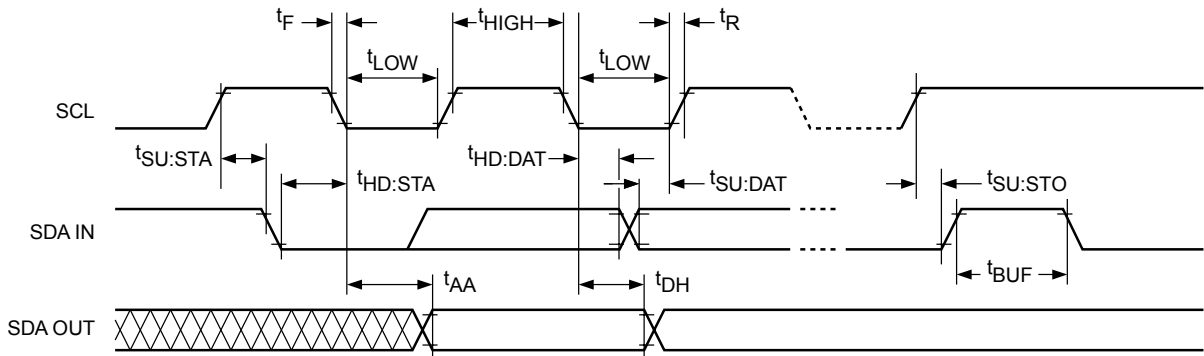 tF
tHIGH
tR
tLOW
tLOW
SCL
tSU:STA
tHD:DAT
tHD:STA
tSU:DAT
tSU:STO
SDA IN
tAA
tDH
tBUF
SDA OUT